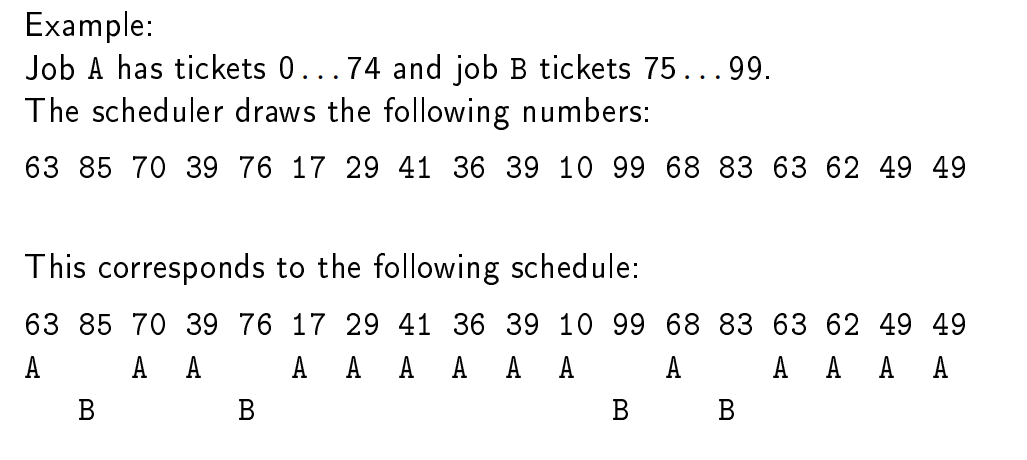 Example:
Job A has tickets 0...74 and job B tickets 75...99.
The scheduler draws the following numbers:
63 85 70 39 76 17 29 41 36 39 10 99 68 83 63 62 49 49
This corresponds to the following schedule:
63 85 70 39 76 17 29 41 36 39 10 99 68 83 63 62 49 49
A A A A A A A A A A A A A A
B B B B